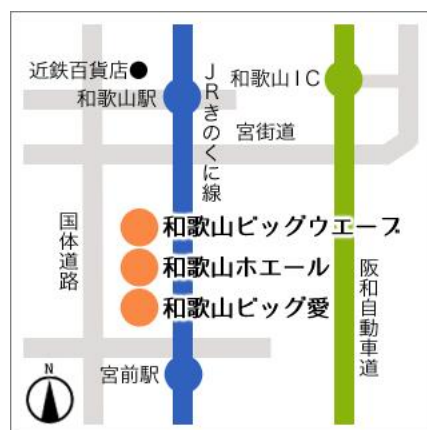 近鉄百貨店
和歌山駅
JRきのくに線
和歌山IC
宮街道
国体道路
和歌山ビッグウエーブ
和歌山ホエール
和歌山ビッグ愛
阪和自動車道
宮前駅
N